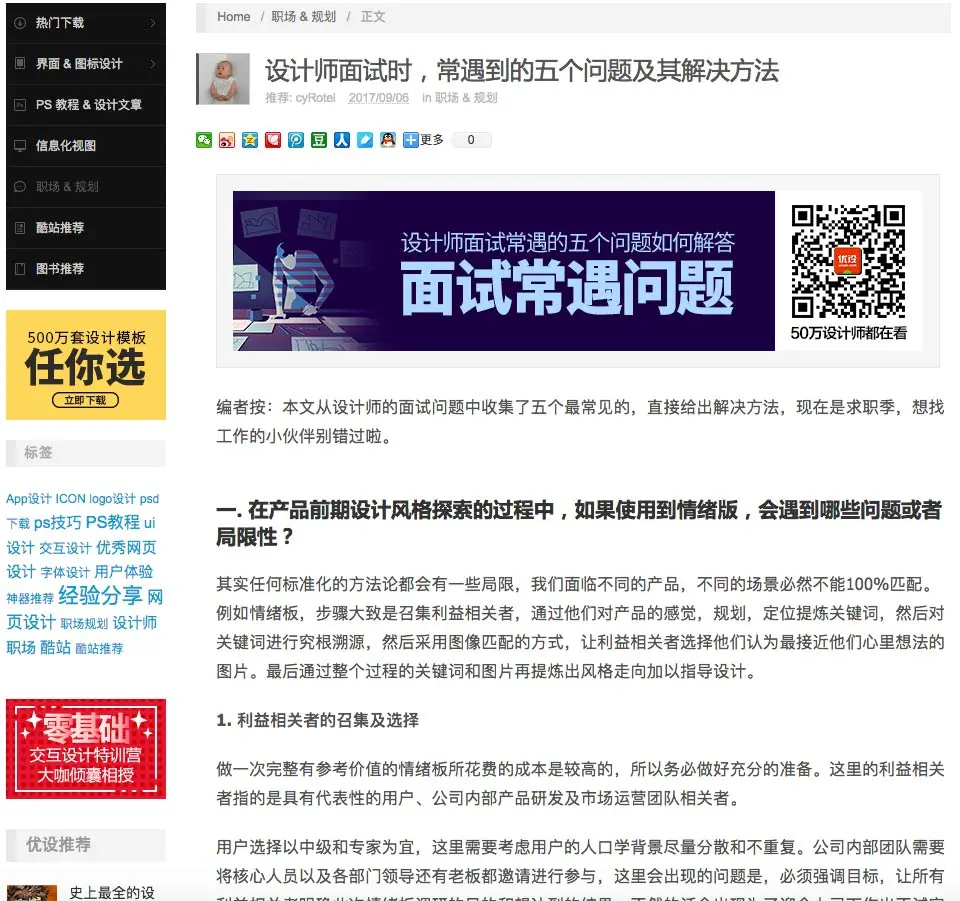 热门下载
界面 & 图标设计
PS 教程 & 设计文章
信息化视图
职场 & 规划
酷站推荐
图书推荐
500万套设计模板
任你选
立即下载
标签
App设计 ICON logo设计 psd
下载 ps技巧 PS教程 ui
设计 交互设计 优秀网页
设计 字体设计 用户体验
神器推荐 经验分享 网
页设计 职场规划 设计师
职场 酷站 酷站推荐
零基础
交互设计特训营
大咖倾囊相授
优设推荐
史上最全的设
Home / 职场 & 规划 / 正文
设计师面试时，常遇到的五个问题及其解决方法
推荐: cyRotel 2017/09/06 in 职场 & 规划
更多 0
设计师面试常遇的五个问题如何解答
面试常遇问题
优设
50万设计师都在看
编者按：本文从设计师的面试问题中收集了五个最常见的，直接给出解决方法，现在是求职季，想找
工作的小伙伴别错过啦。
一. 在产品前期设计风格探索的过程中，如果使用到情绪版，会遇到哪些问题或者
局限性？
其实任何标准化的方法论都会有一些局限，我们面临不同的产品，不同的场景必然不能100%匹配。
例如情绪板，步骤大致是召集利益相关者，通过他们对产品的感觉，规划，定位提炼关键词，然后对
关键词进行究根溯源，然后采用图像匹配的方式，让利益相关者选择他们认为最接近他们心里想法的
图片。最后通过整个过程的关键词和图片再提炼出风格走向加以指导设计。
1. 利益相关者的召集及选择
做一次完整有参考价值的情绪板所花费的成本是较高的，所以务必做好充分的准备。这里的利益相关
者指的是具有代表性的用户、公司内部产品研发及市场运营团队相关者。
用户选择以中级和专家为宜，这里需要考虑用户的人口学背景尽量分散和不重复。公司内部团队需要
将核心人员以及各部门领导还有老板都邀请进行参与，这里会出现的问题是，必须强调目标，让所有